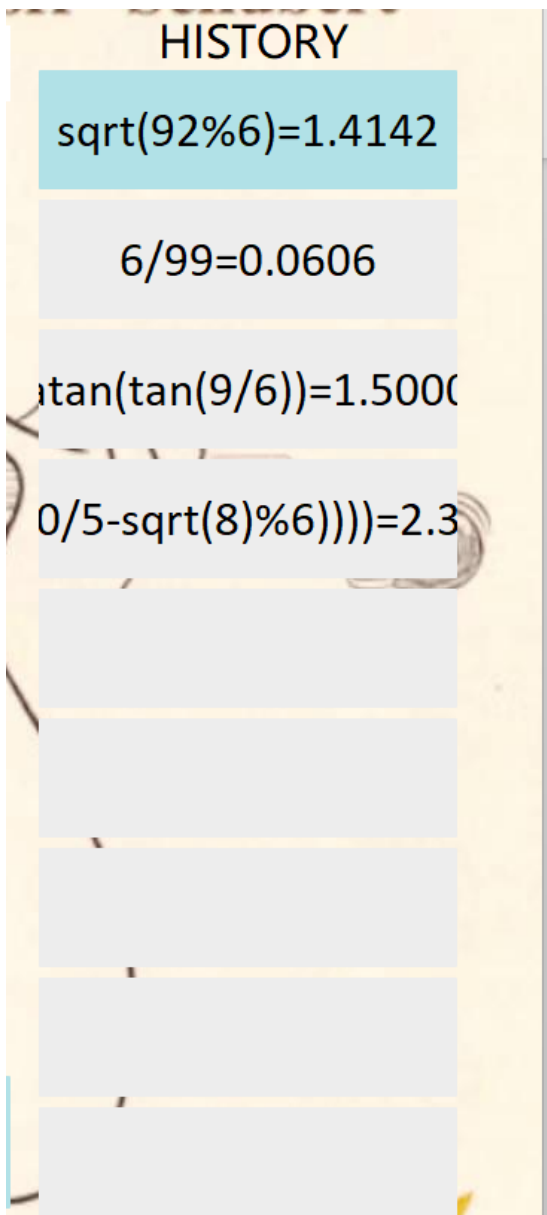 HISTORY
sqrt(92%6)=1.4142
6/99=0.0606
atan(tan(9/6))=1.5000
0/5-sqrt(8)%6))))=2.3